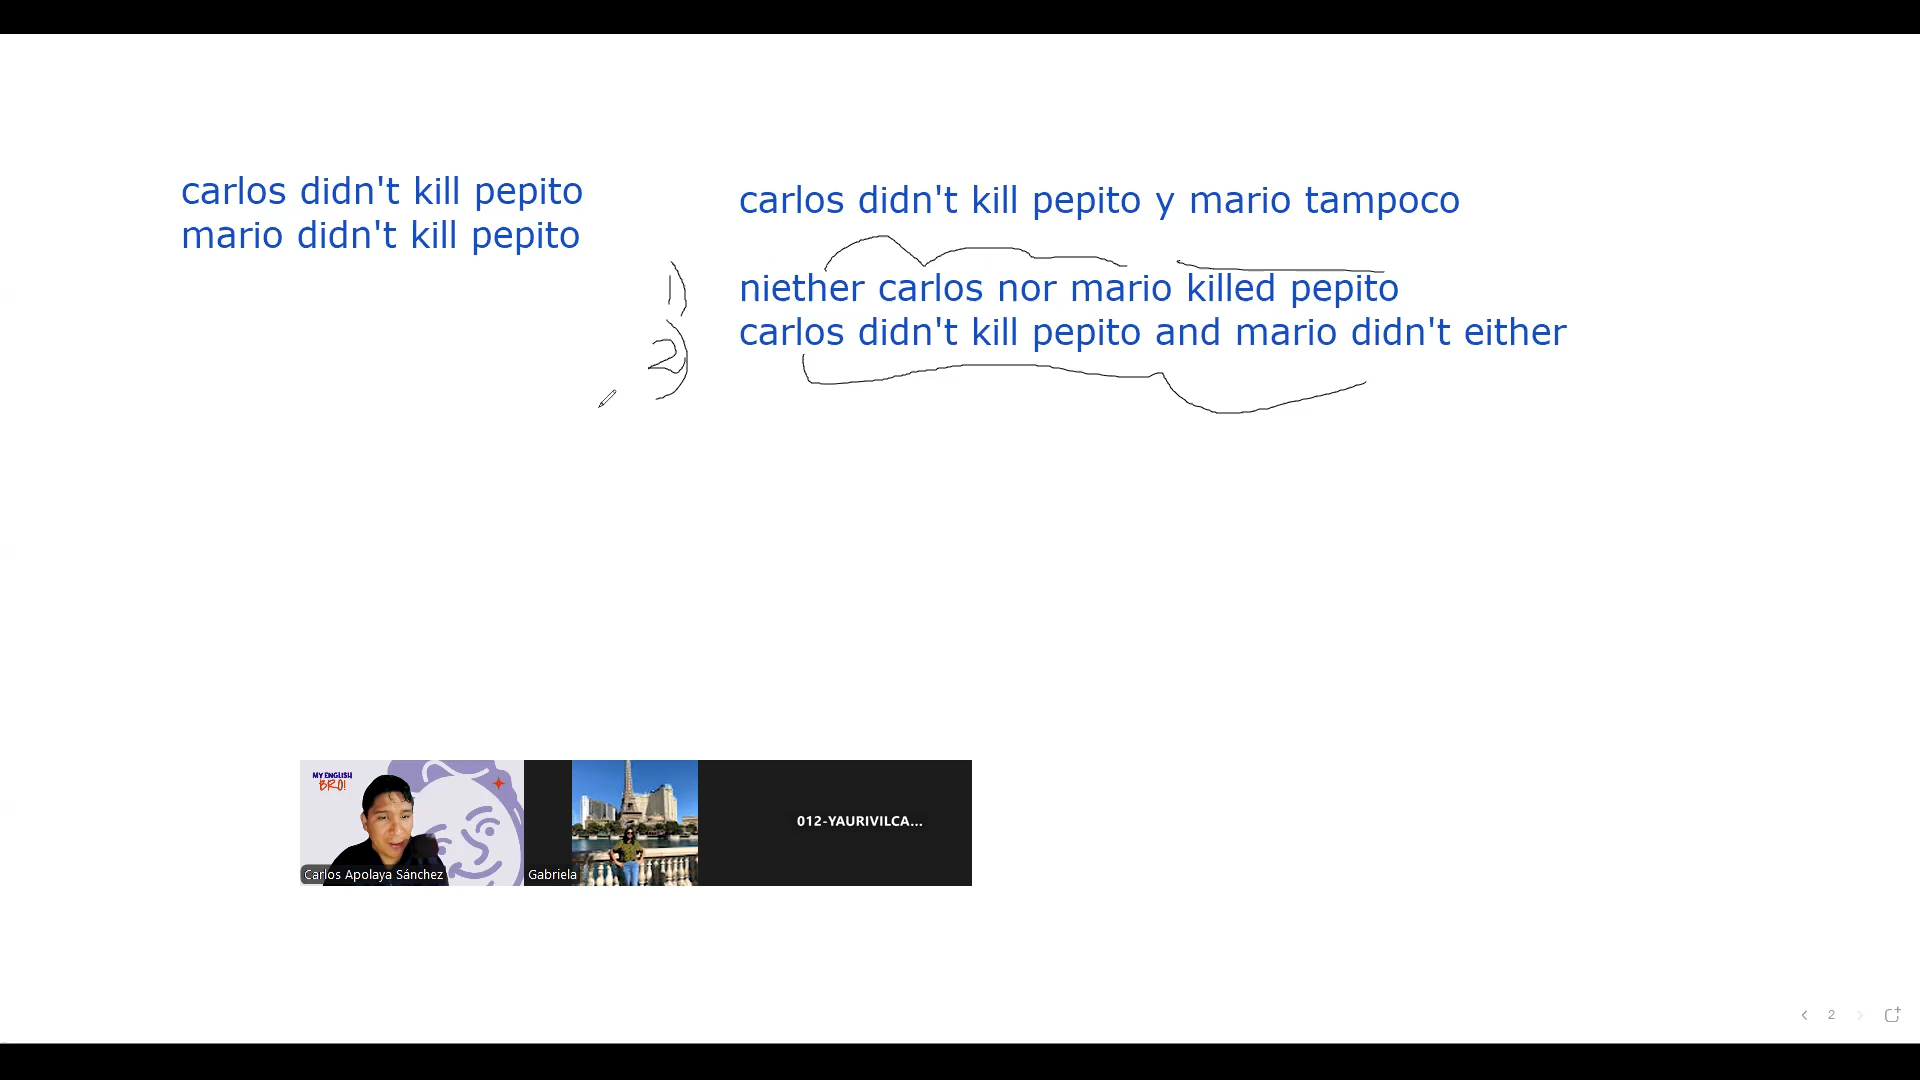 carlos didn't kill pepito
mario didn't kill pepito
carlos didn't kill pepito y mario tampoco
1)
niether carlos nor mario killed pepito
2)
carlos didn't kill pepito and mario didn't either
MY ENGLISH
BRO!
Carlos Apolaya Sánchez
Gabriela
012-YAURIVILCA...
2